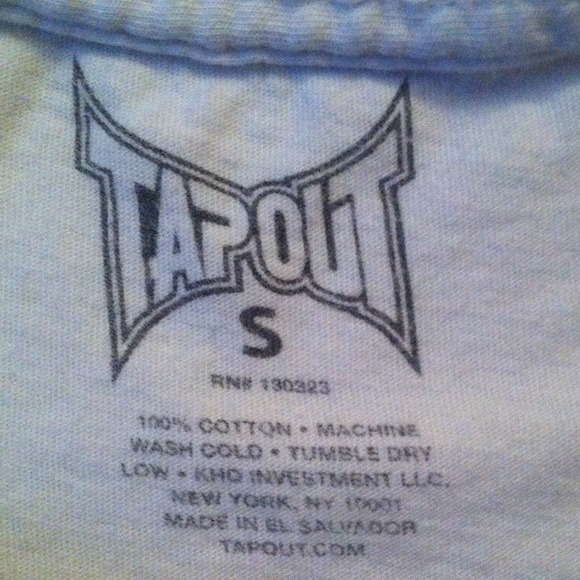 TAPOUT
S
RN# 130323
100% COTTON • MACHINE
WASH COLD • TUMBLE DRY
LOW • KHO INVESTMENT LLC.
NEW YORK, NY 10001
MADE IN EL SALVADOR
TAPOUT.COM